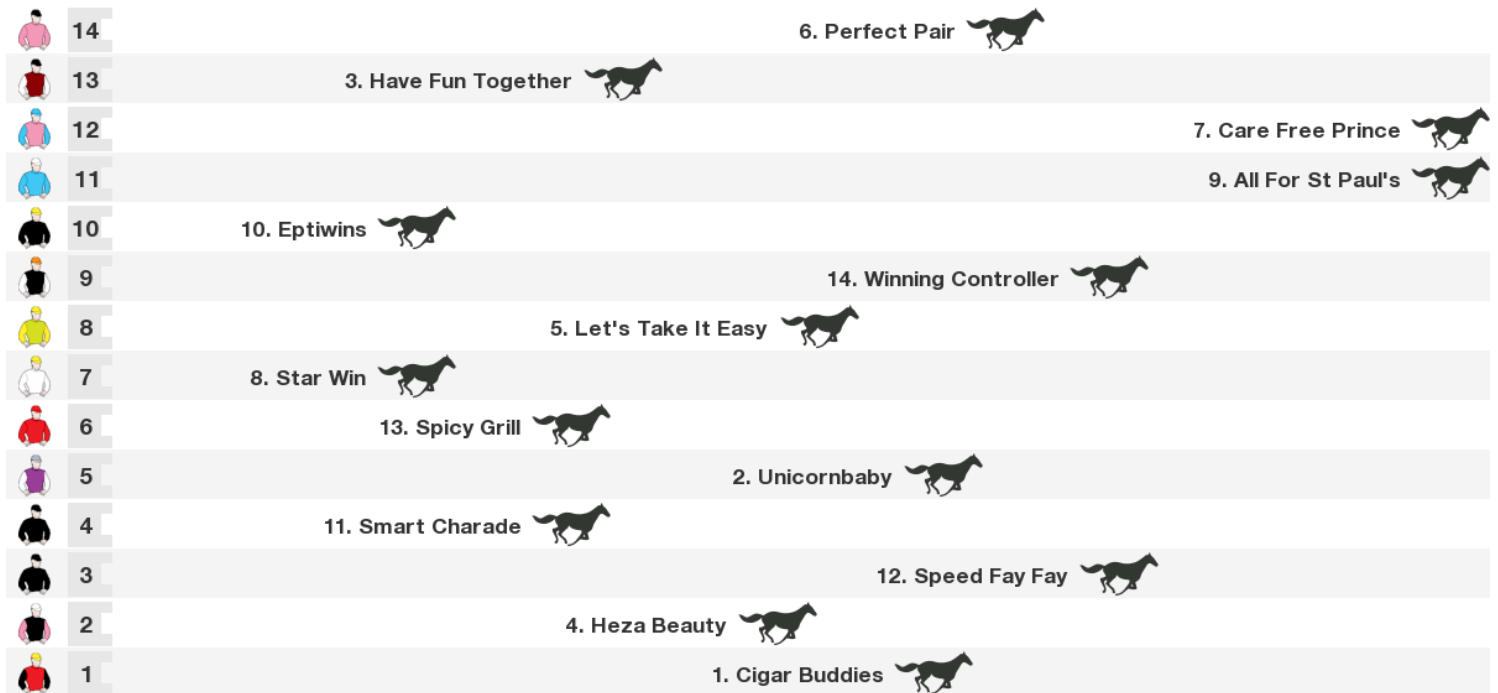 14 6. Perfect Pair
13 3. Have Fun Together
12 7. Care Free Prince
11 9. All For St Paul's
10 10. Eptiwins
9 14. Winning Controller
8 5. Let's Take It Easy
7 8. Star Win
6 13. Spicy Grill
5 2. Unicornbaby
4 11. Smart Charade
3 12. Speed Fay Fay
2 4. Heza Beauty
1 1. Cigar Buddies